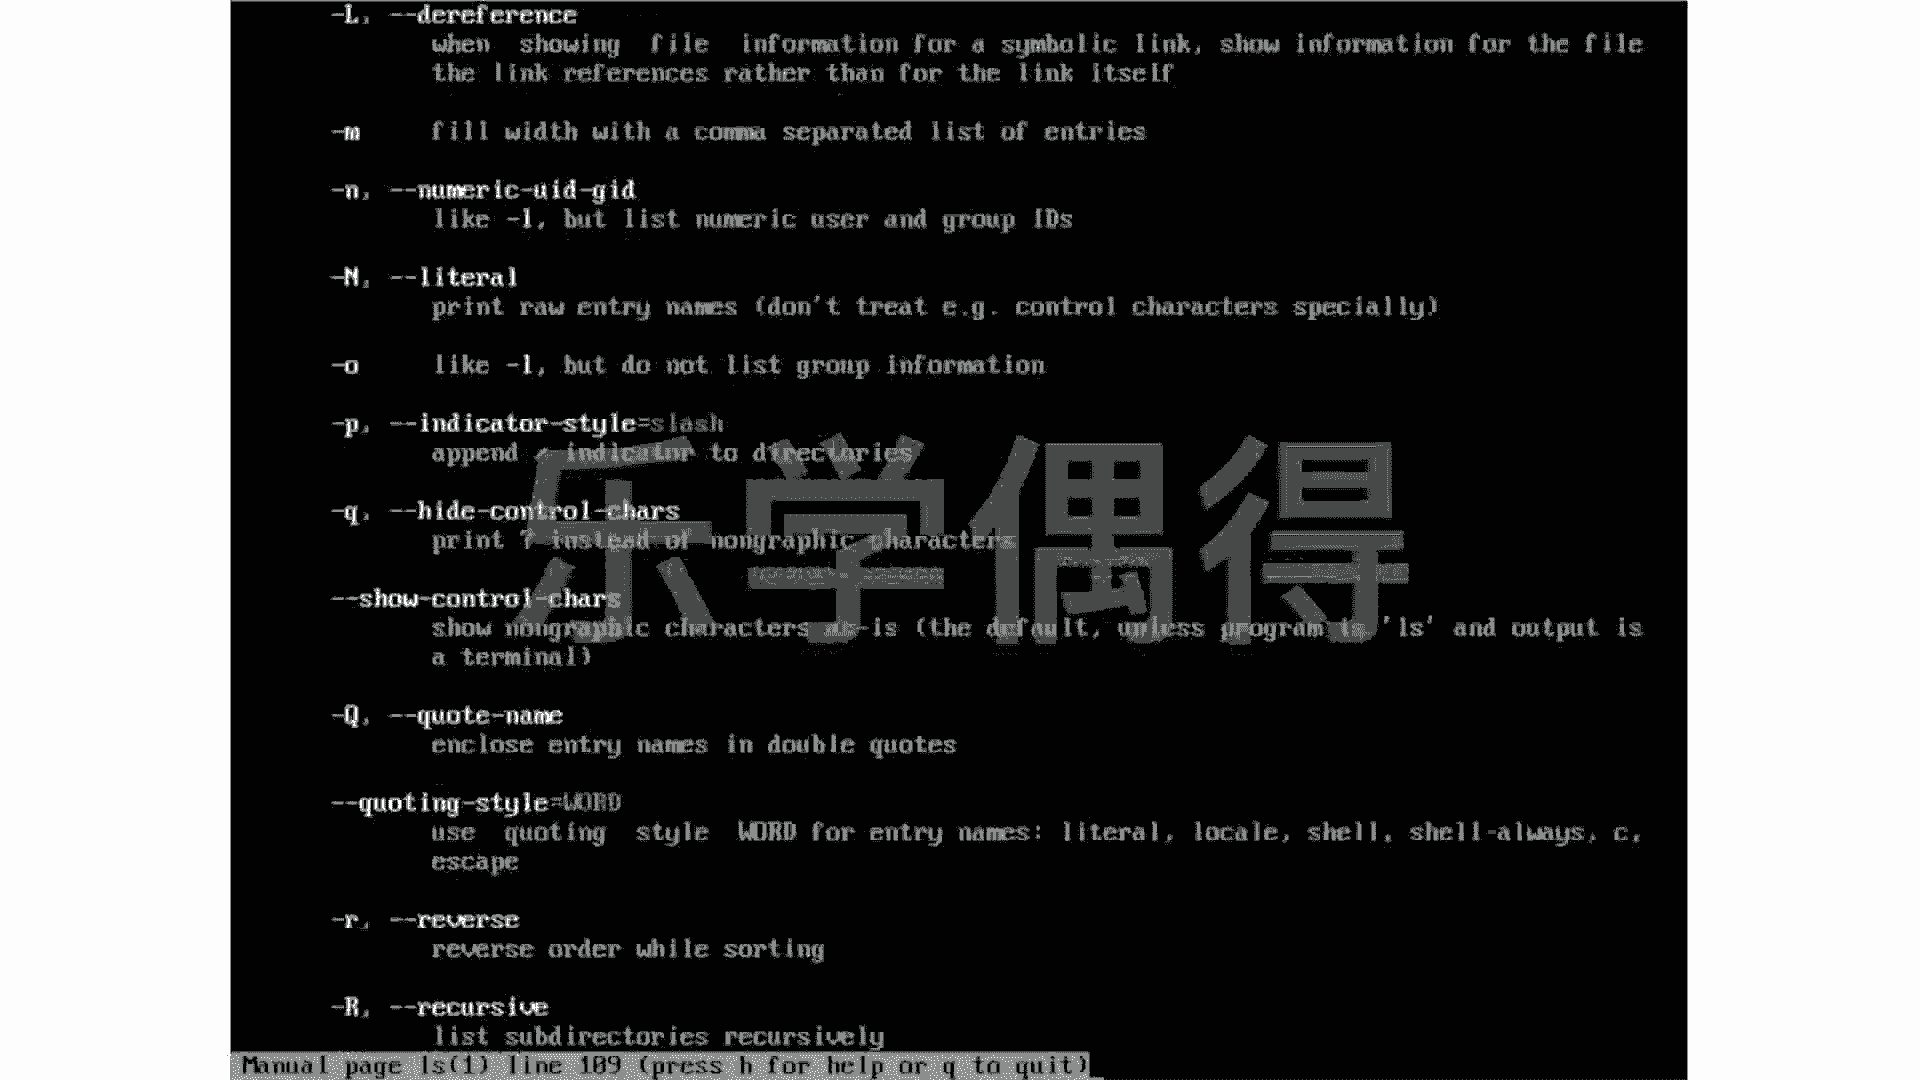 -L, --dereference
when showing file information for a symbolic link, show information for the file
the link references rather than for the link itself
-m fill width with a comma separated list of entries
-n, --numeric-uid-gid
like -l, but list numeric user and group IDs
-N, --literal
print raw entry names (don't treat e.g. control characters specially)
-o like -l, but do not list group information
-p, --indicator-style=slash
append / indicator to directories
-q, --hide-control-chars
print ? instead of nongraphic characters
--show-control-chars
show nongraphic characters as-is (the default, unless program is 'ls' and output is
a terminal)
-Q, --quote-name
enclose entry names in double quotes
--quoting-style=WORD
use quoting style WORD for entry names: literal, locale, shell, shell-always, c,
escape
-r, --reverse
reverse order while sorting
-R, --recursive
list subdirectories recursively
Manual page ls(1) line 109 (press h for help or q to quit)
乐学偶得